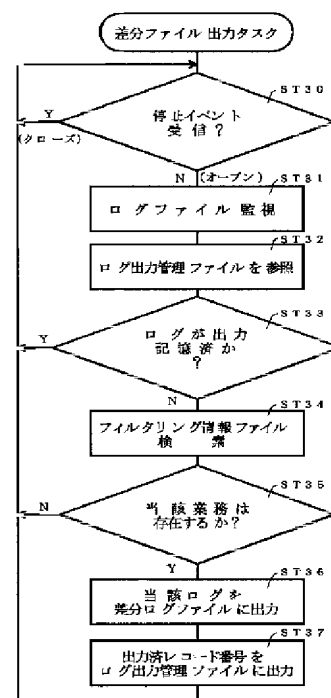 差分ファイル出力タスク
ST30
停止イベント
受信？
Y
(クローズ)
N
(オープン)
ST31
ログファイル監視
ST32
ログ出力管理ファイルを参照
ST33
ログが出力
記憶済か
？
Y
N
ST34
フィルタリング情報ファイル
検索
ST35
当該業務は
存在するか？
N
Y
ST36
当該ログを
差分ログファイルに出力
ST37
出力済レコード番号を
ログ出力管理ファイルに出力